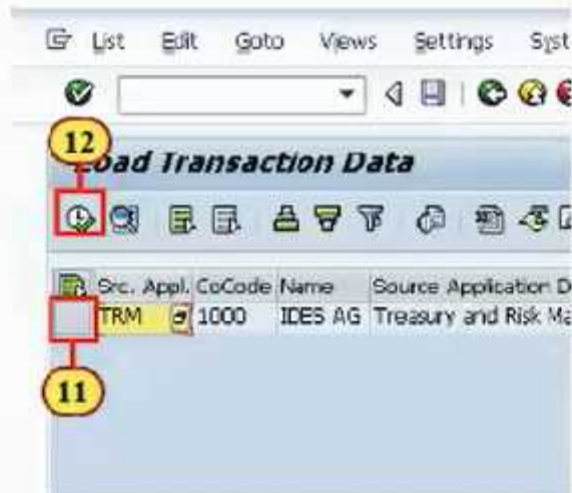 List Edit Goto Views Settings Syst
12
Load Transaction Data
Src. Appl. CoCode Name Source Application D
TRM 1000 IDES AG Treasury and Risk Ma
11